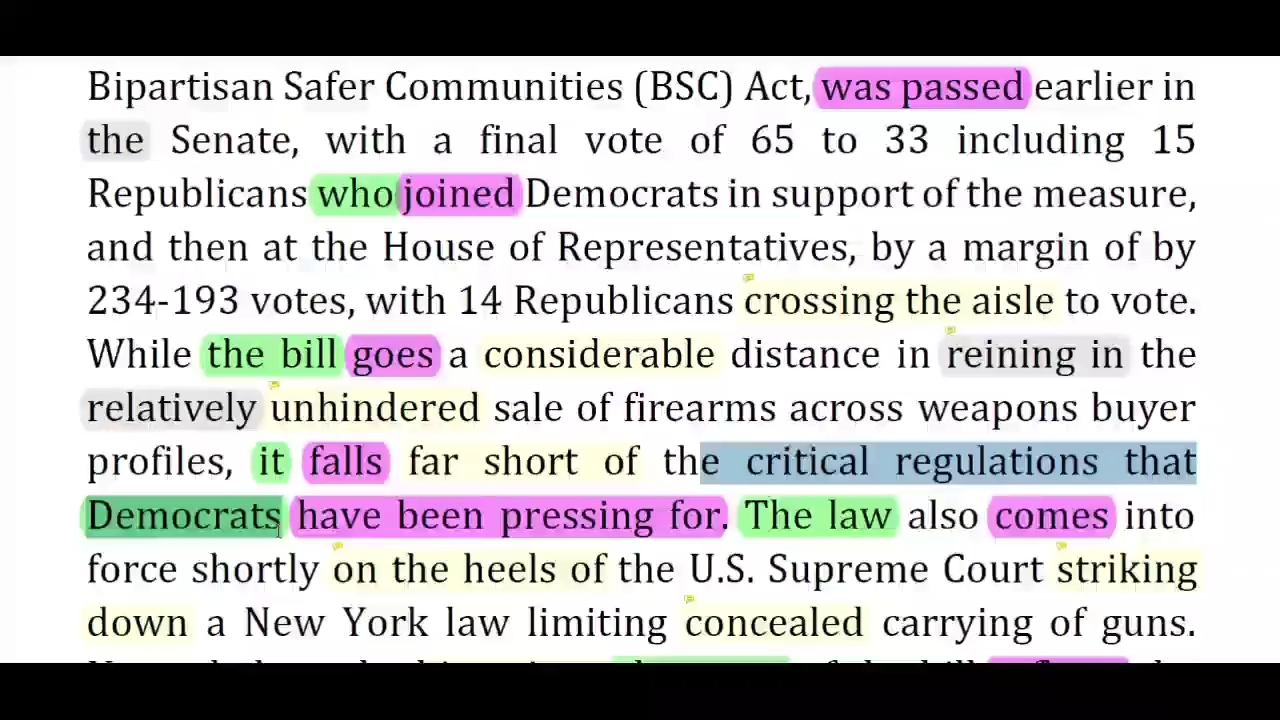 Bipartisan Safer Communities (BSC) Act, was passed earlier in
the Senate, with a final vote of 65 to 33 including 15
Republicans who joined Democrats in support of the measure,
and then at the House of Representatives, by a margin of by
234-193 votes, with 14 Republicans crossing the aisle to vote.
While the bill goes a considerable distance in reining in the
relatively unhindered sale of firearms across weapons buyer
profiles, it falls far short of the critical regulations that
Democrats have been pressing for. The law also comes into
force shortly on the heels of the U.S. Supreme Court striking
down a New York law limiting concealed carrying of guns.